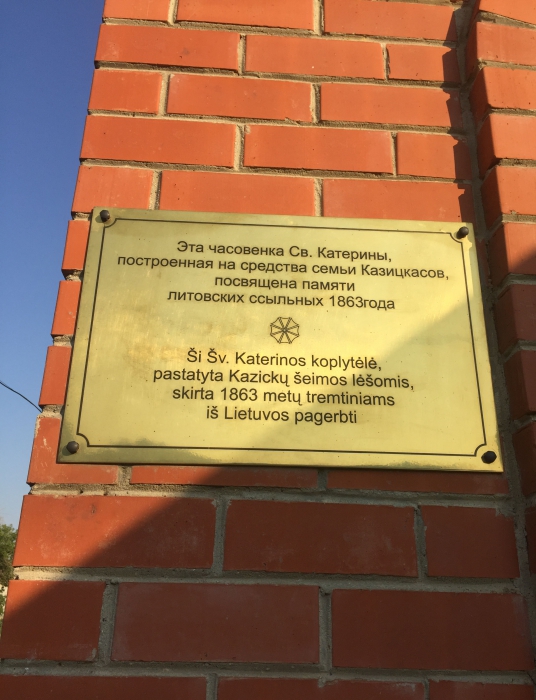 Эта часовенка Св. Катерины,
построенная на средства семьи Казицкасов,
посвящена памяти
литовских ссыльных 1863года
Ši Šv. Katerinos koplytėlė,
pastatyta Kazickų šeimos lėšomis,
skirta 1863 metų tremtiniams
iš Lietuvos pagerbti